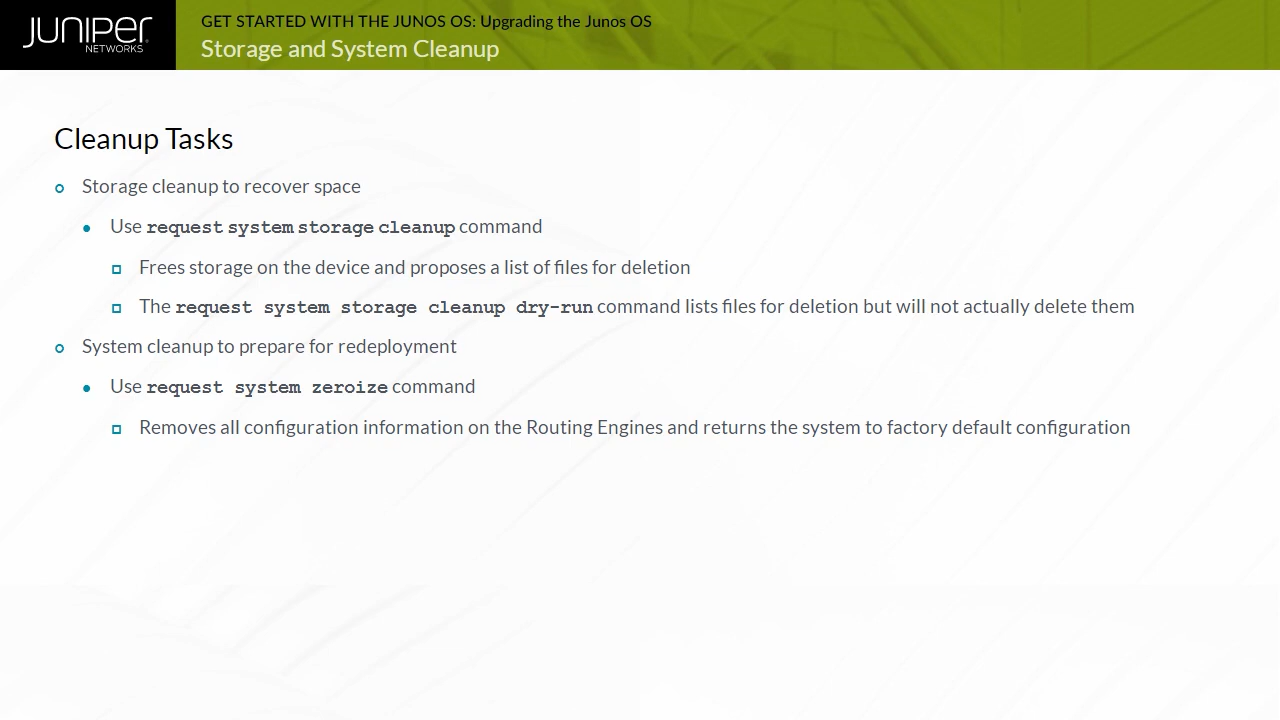 JUNIPER
NETWORKS
GET STARTED WITH THE JUNOS OS: Upgrading the Junos OS
Storage and System Cleanup
Cleanup Tasks
Storage cleanup to recover space
Use request system storage cleanup command
Frees storage on the device and proposes a list of files for deletion
The request system storage cleanup dry-run command lists files for deletion but will not actually delete them
System cleanup to prepare for redeployment
Use request system zeroize command
Removes all configuration information on the Routing Engines and returns the system to factory default configuration